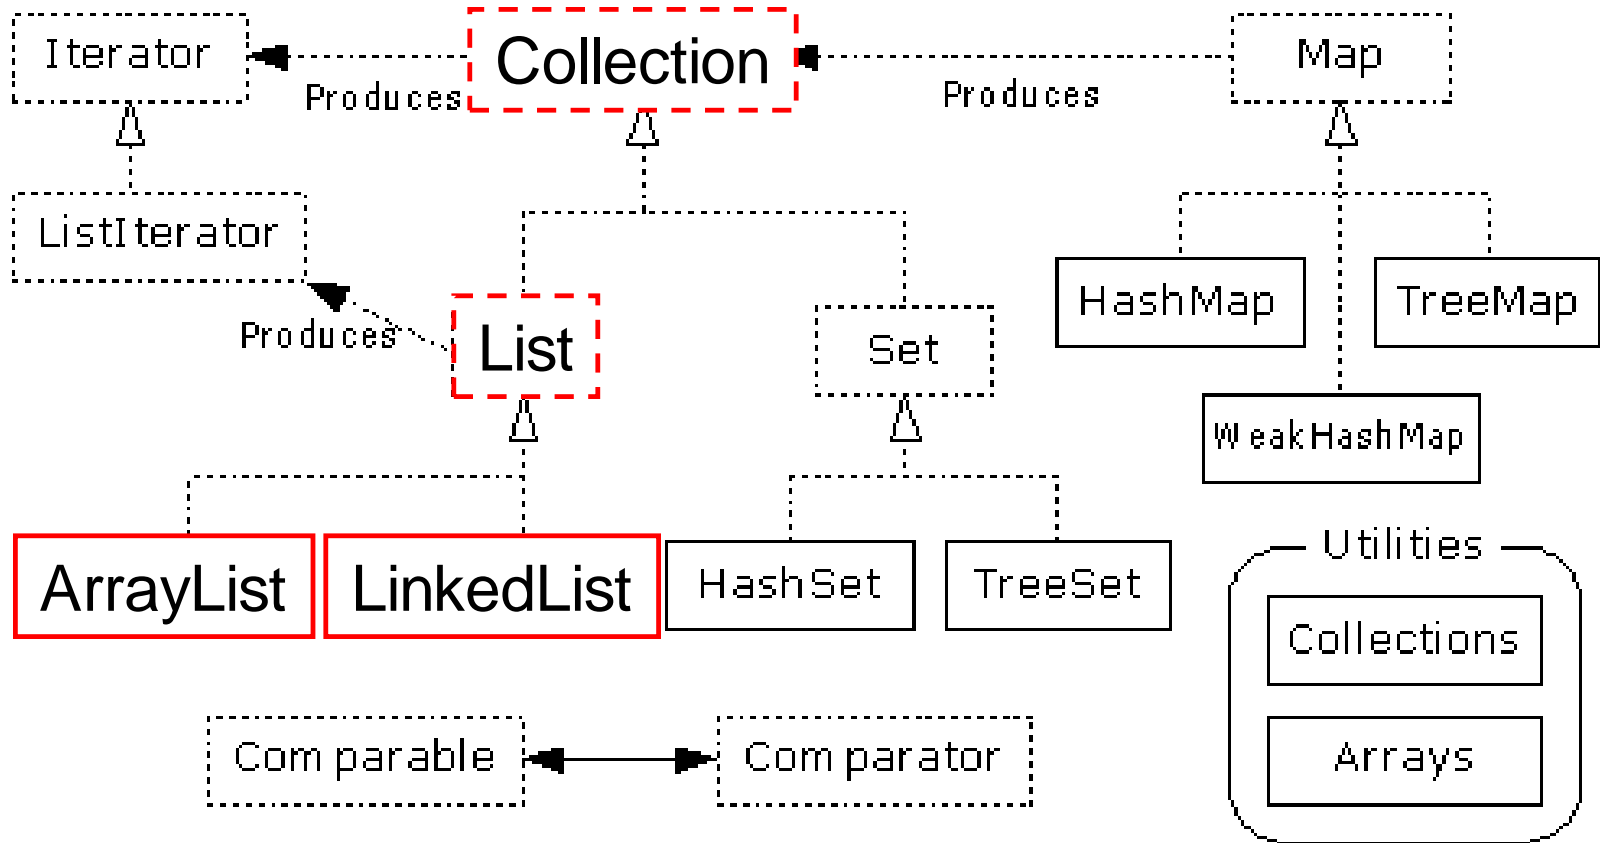 Iterator
Collection
Map
Produces
Produces
ListIterator
HashMap
TreeMap
Produces
List
Set
WeakHashMap
Utilities
ArrayList
LinkedList
HashSet
TreeSet
Collections
Comparable
Comparator
Arrays